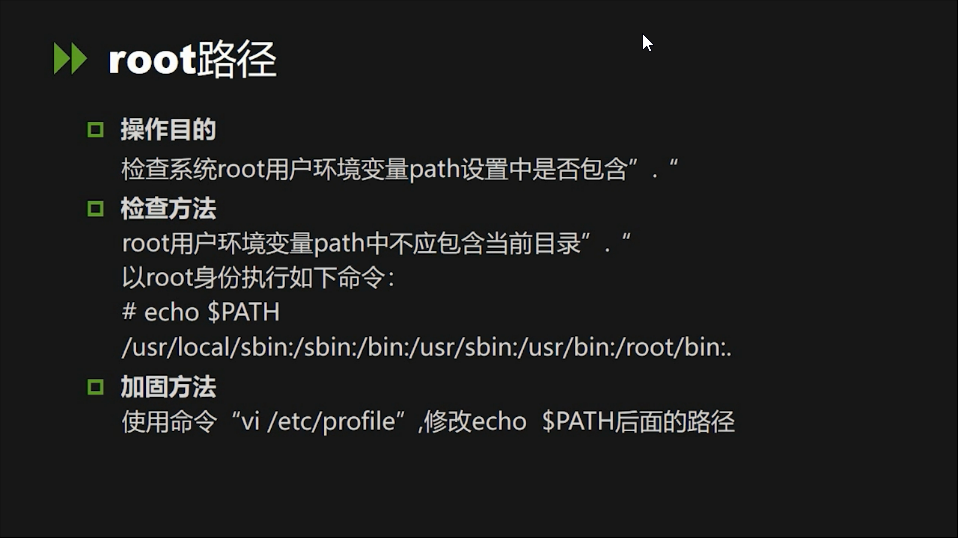 root路径
操作目的
检查系统root用户环境变量path设置中是否包含”.“
检查方法
root用户环境变量path中不应包含当前目录”.“
以root身份执行如下命令：
# echo $PATH
/usr/local/sbin:/sbin:/bin:/usr/sbin:/usr/bin:/root/bin:.
加固方法
使用命令“vi /etc/profile”,修改echo  $PATH后面的路径